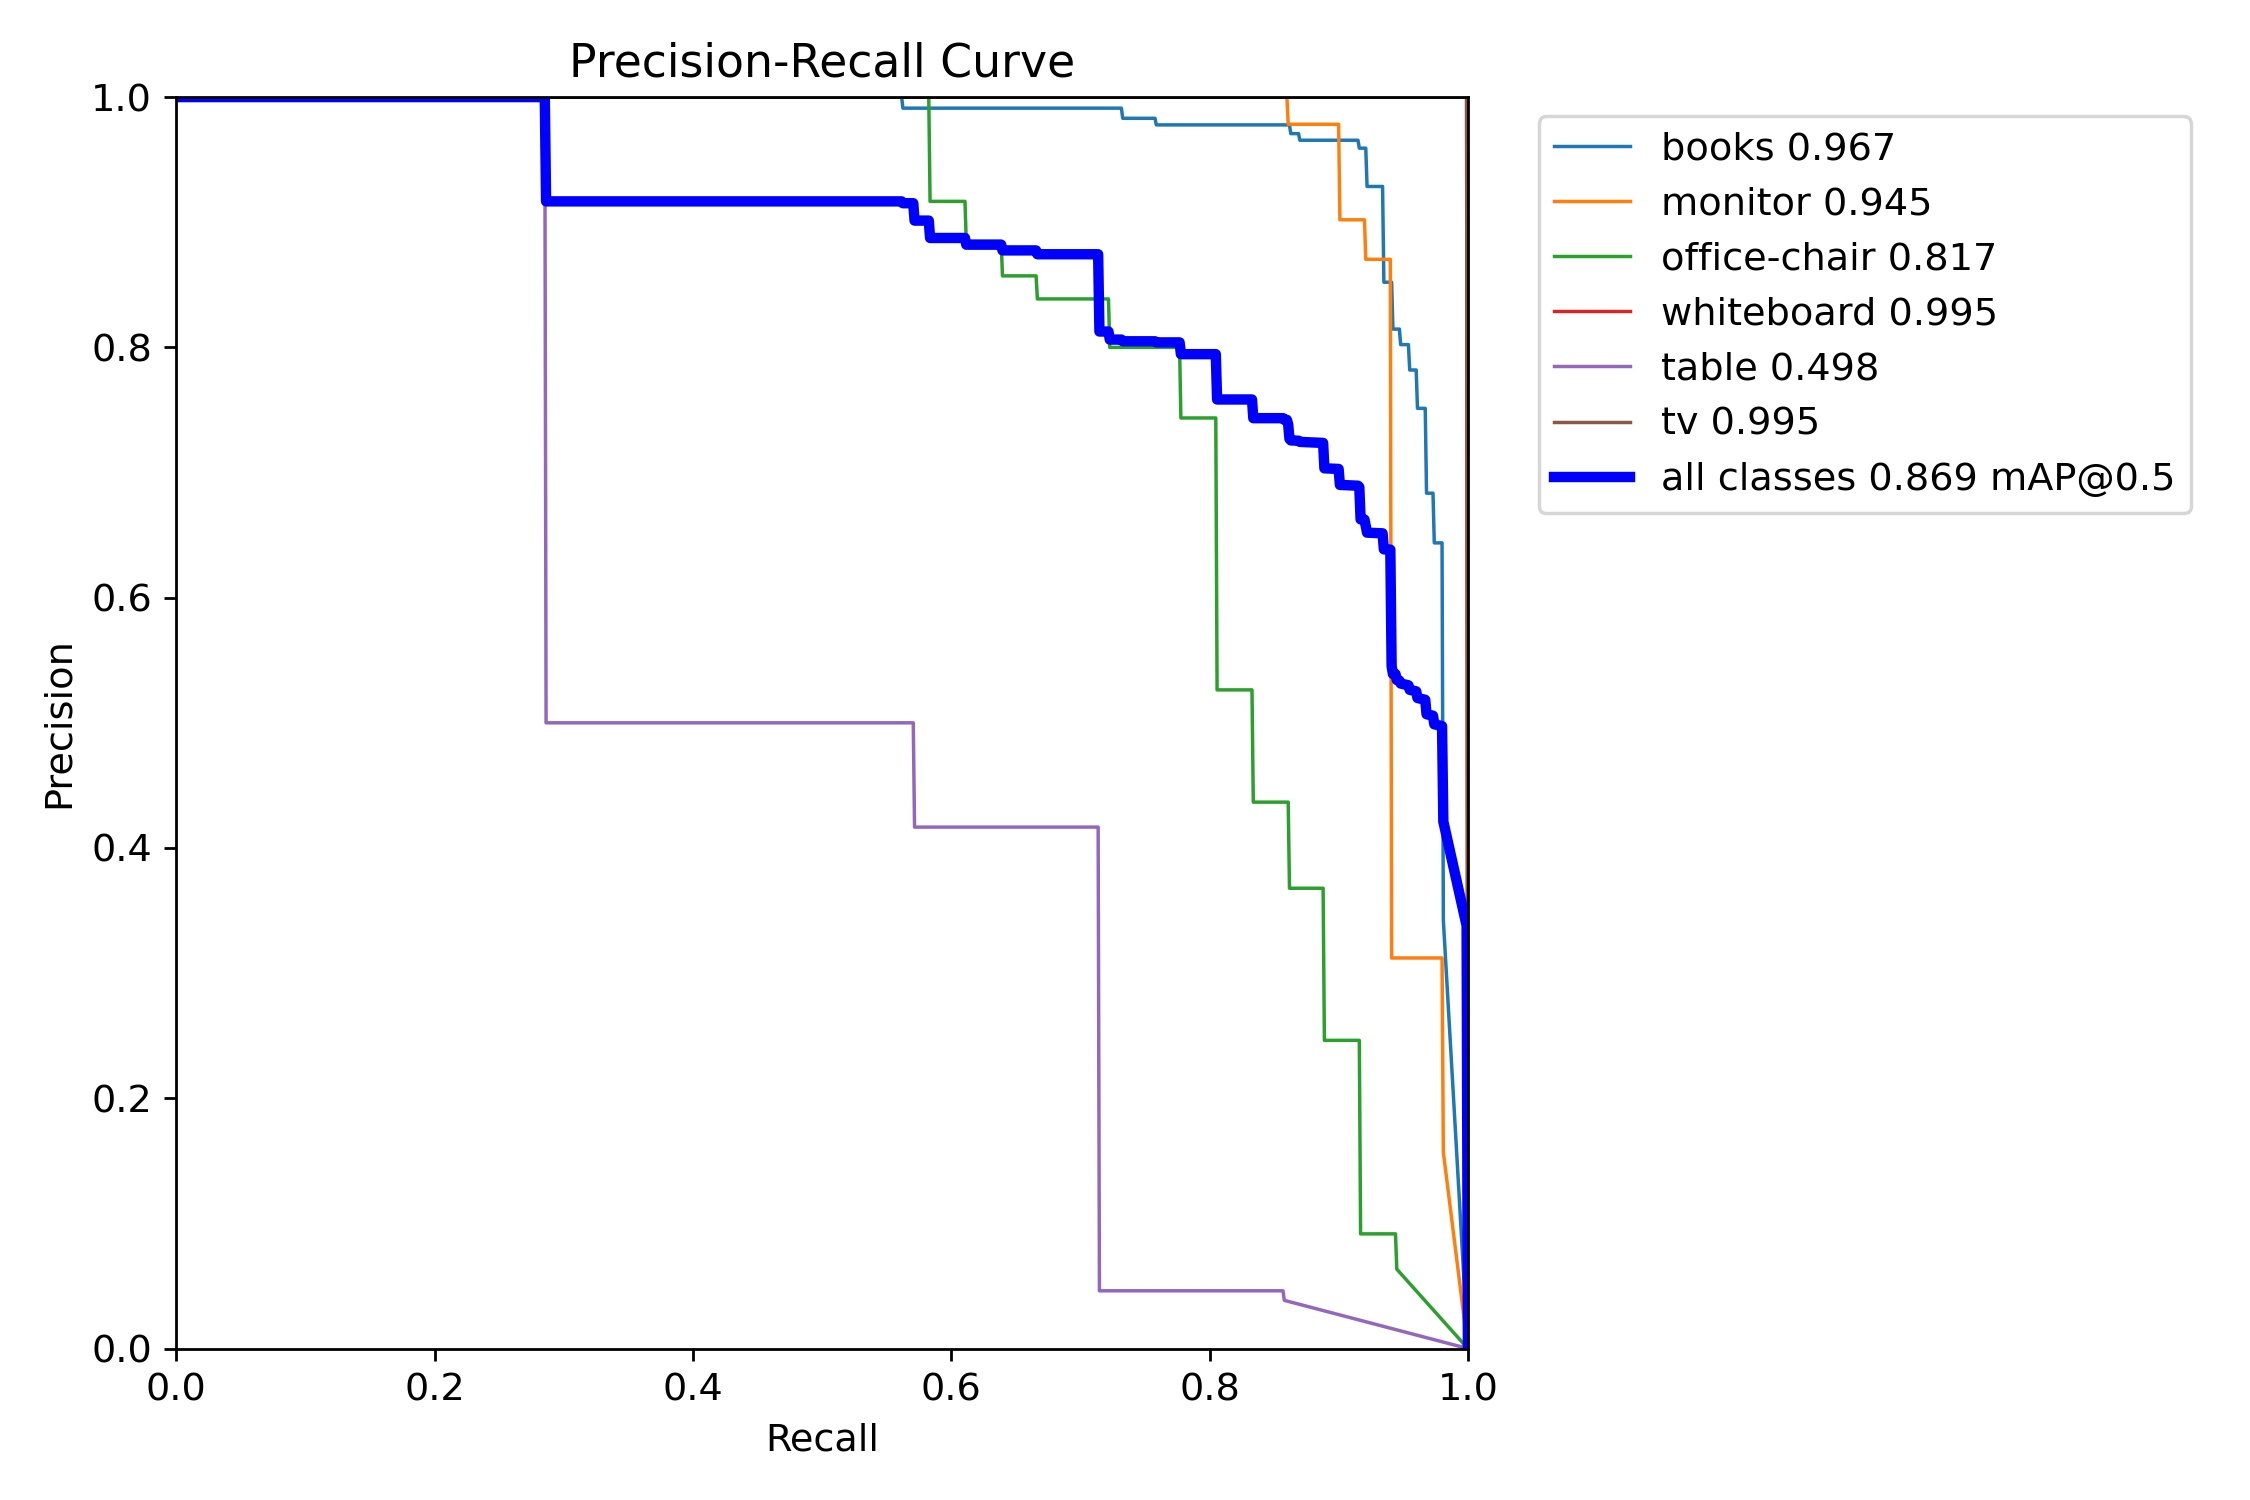 Precision-Recall Curve
1.0
0.8
0.6
0.4
0.2
0.0
Precision
0.0 0.2 0.4 0.6 0.8 1.0
Recall
books 0.967
monitor 0.945
office-chair 0.817
whiteboard 0.995
table 0.498
tv 0.995
all classes 0.869 mAP@0.5